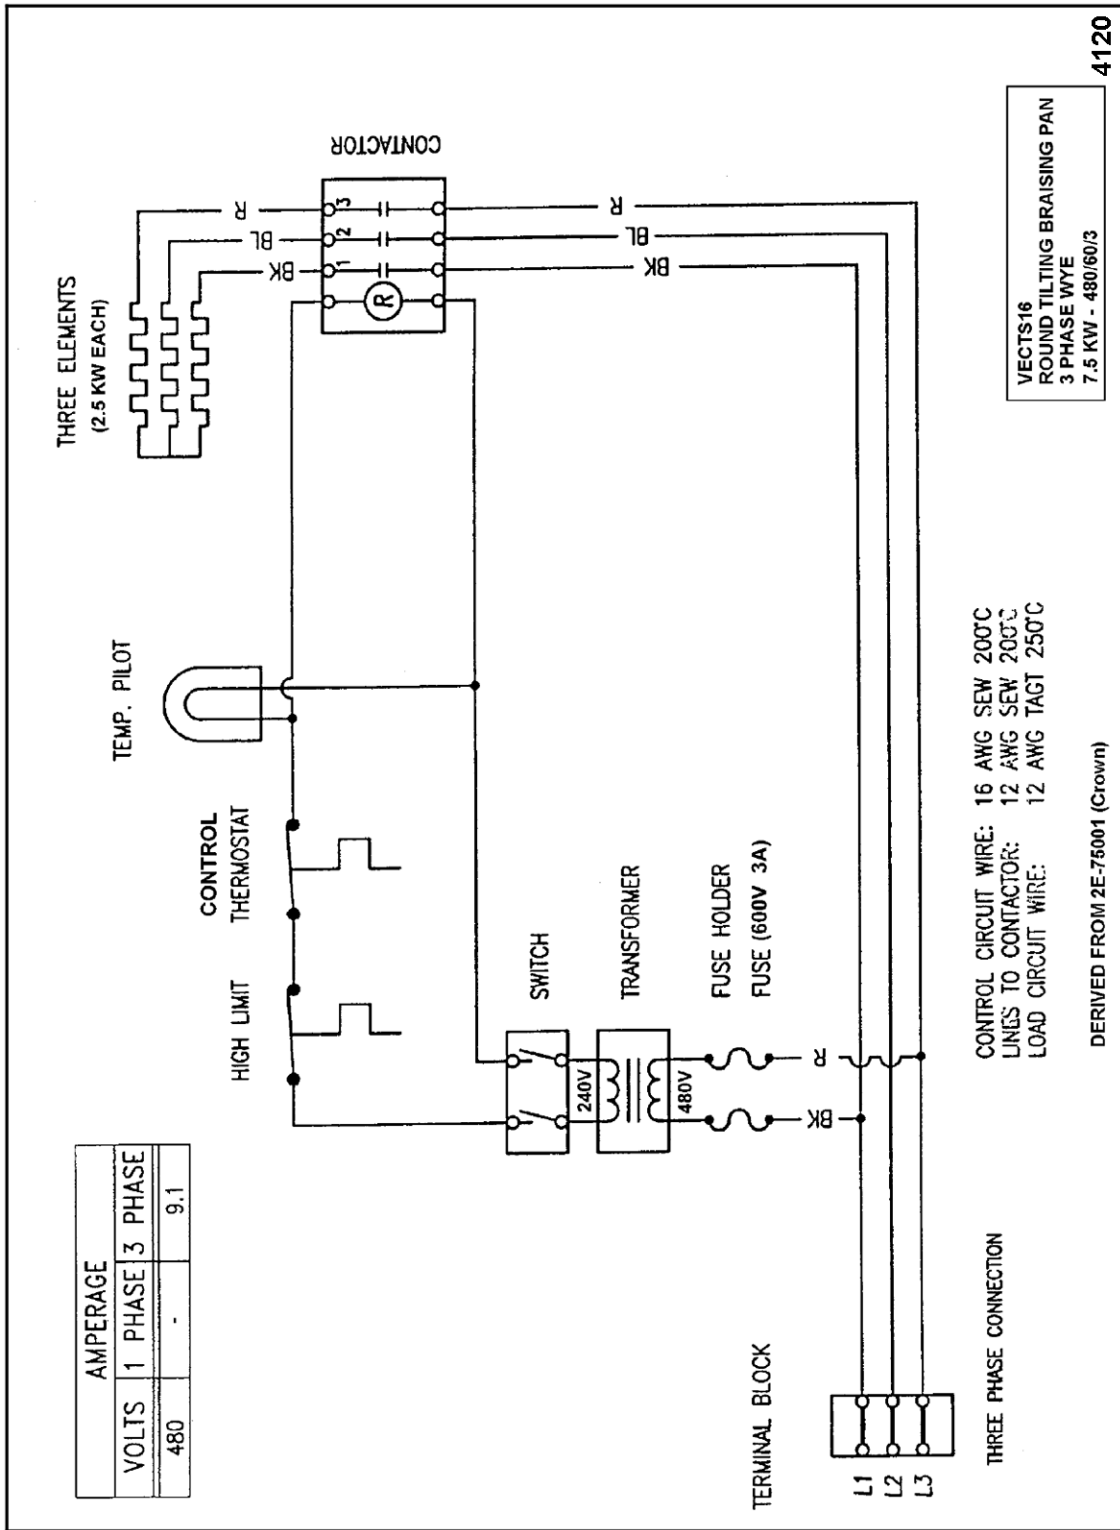 AMPERAGE
VOLTS 1 PHASE 3 PHASE
480 - 9.1
THREE ELEMENTS
(2.5 KW EACH)
TEMP. PILOT
CONTROL
THERMOSTAT
HIGH LIMIT
CONTACTOR
R
BL
BK
3
2
1
R
R
BL
BK
SWITCH
240V
TRANSFORMER
480V
FUSE HOLDER
FUSE (600V 3A)
R
BK
TERMINAL BLOCK
L1
L2
L3
THREE PHASE CONNECTION
CONTROL CIRCUIT WIRE: 16 AWG SEW 200°C
LINES TO CONTACTOR: 12 AWG SEW 200°C
LOAD CIRCUIT WIRE: 12 AWG TAGT 250°C
DERIVED FROM 2E-75001 (Crown)
VECTS16
ROUND TILTING BRAISING PAN
3 PHASE WYE
7.5 KW - 480/60/3
4120